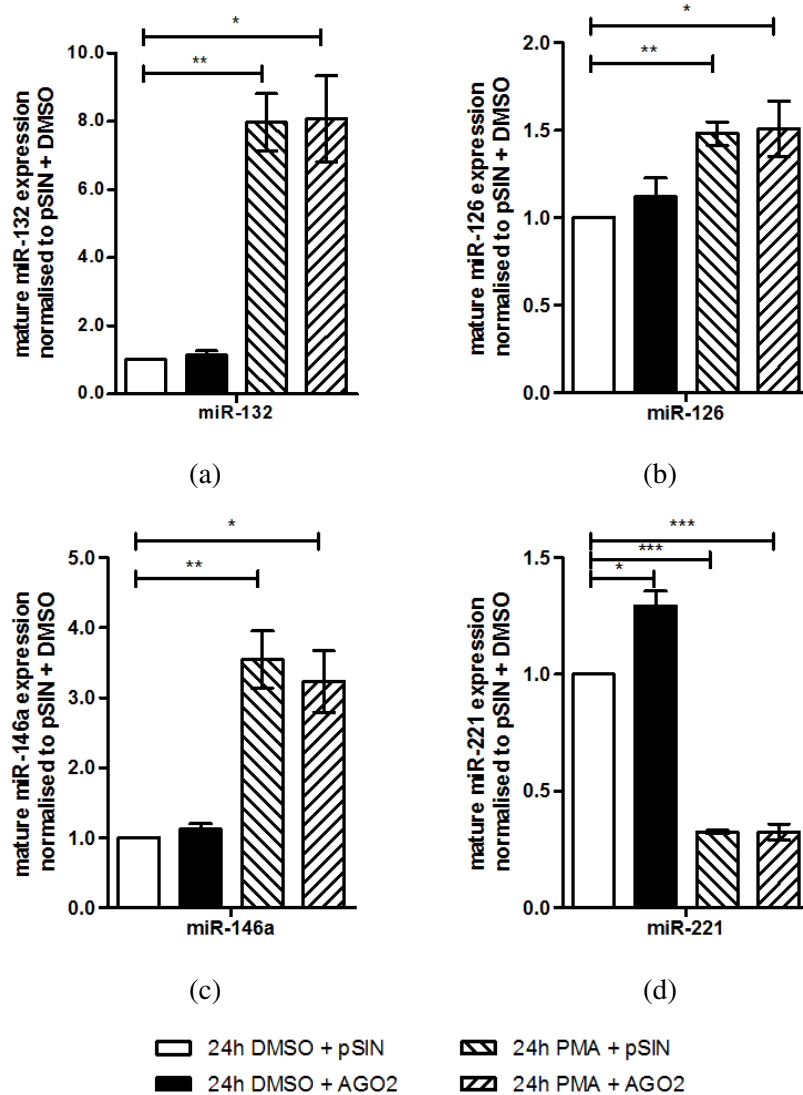 *
**
10.0
8.0
6.0
4.0
2.0
1.0
0.0
mature miR-132 expression
normalised to pSIN + DMSO
miR-132
(a)
*
**
2.0
1.5
1.0
0.5
0.0
mature miR-126 expression
normalised to pSIN + DMSO
miR-126
(b)
*
**
5.0
4.0
3.0
2.0
1.0
0.0
mature miR-146a expression
normalised to pSIN + DMSO
miR-146a
(c)
***
***
*
1.5
1.0
0.5
0.0
mature miR-221 expression
normalised to pSIN + DMSO
miR-221
(d)
24h DMSO + pSIN
24h PMA + pSIN
24h DMSO + AGO2
24h PMA + AGO2